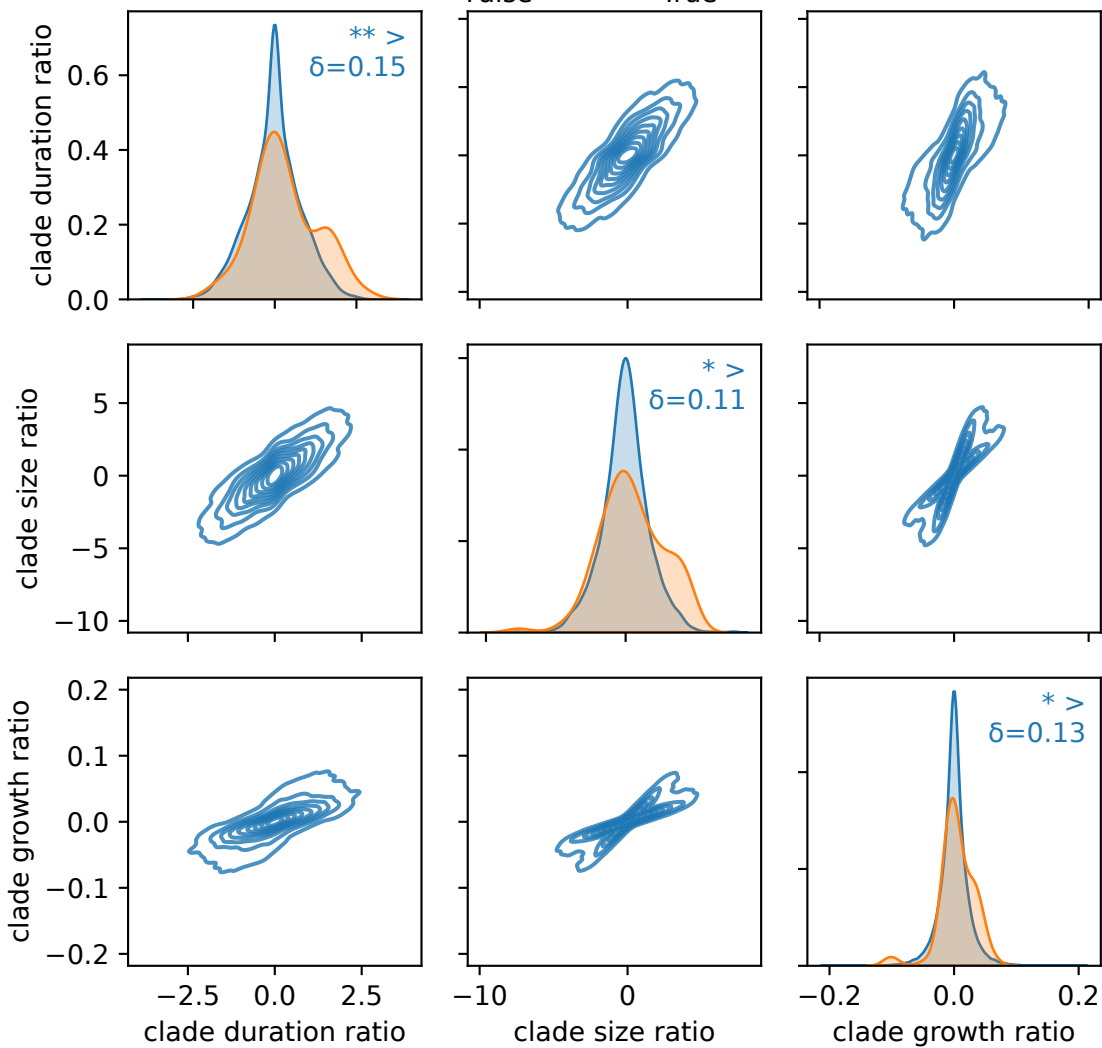 False True
clade duration ratio
0.6
0.4
0.2
0.0
** >
δ=0.15
clade size ratio
5
0
−5
−10
* >
δ=0.11
clade growth ratio
0.2
0.1
0.0
−0.1
−0.2
* >
δ=0.13
−2.5 0.0 2.5
−10 0
−0.2 0.0 0.2
clade duration ratio
clade size ratio
clade growth ratio